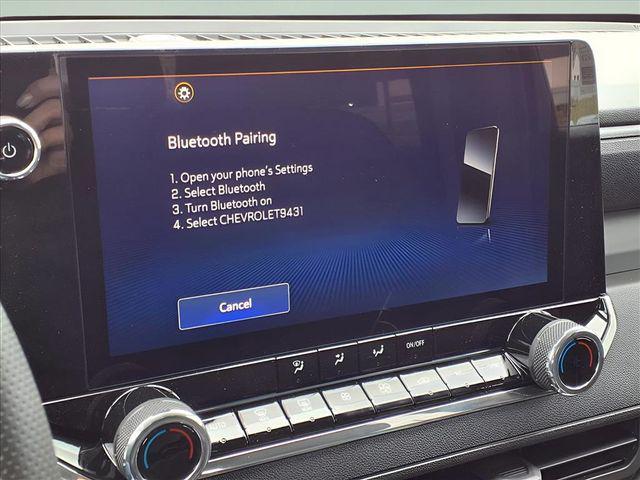 Bluetooth Pairing
1. Open your phone's Settings
2. Select Bluetooth
3. Turn Bluetooth on
4. Select CHEVROLET9431
Cancel
ON/OFF
AUTO